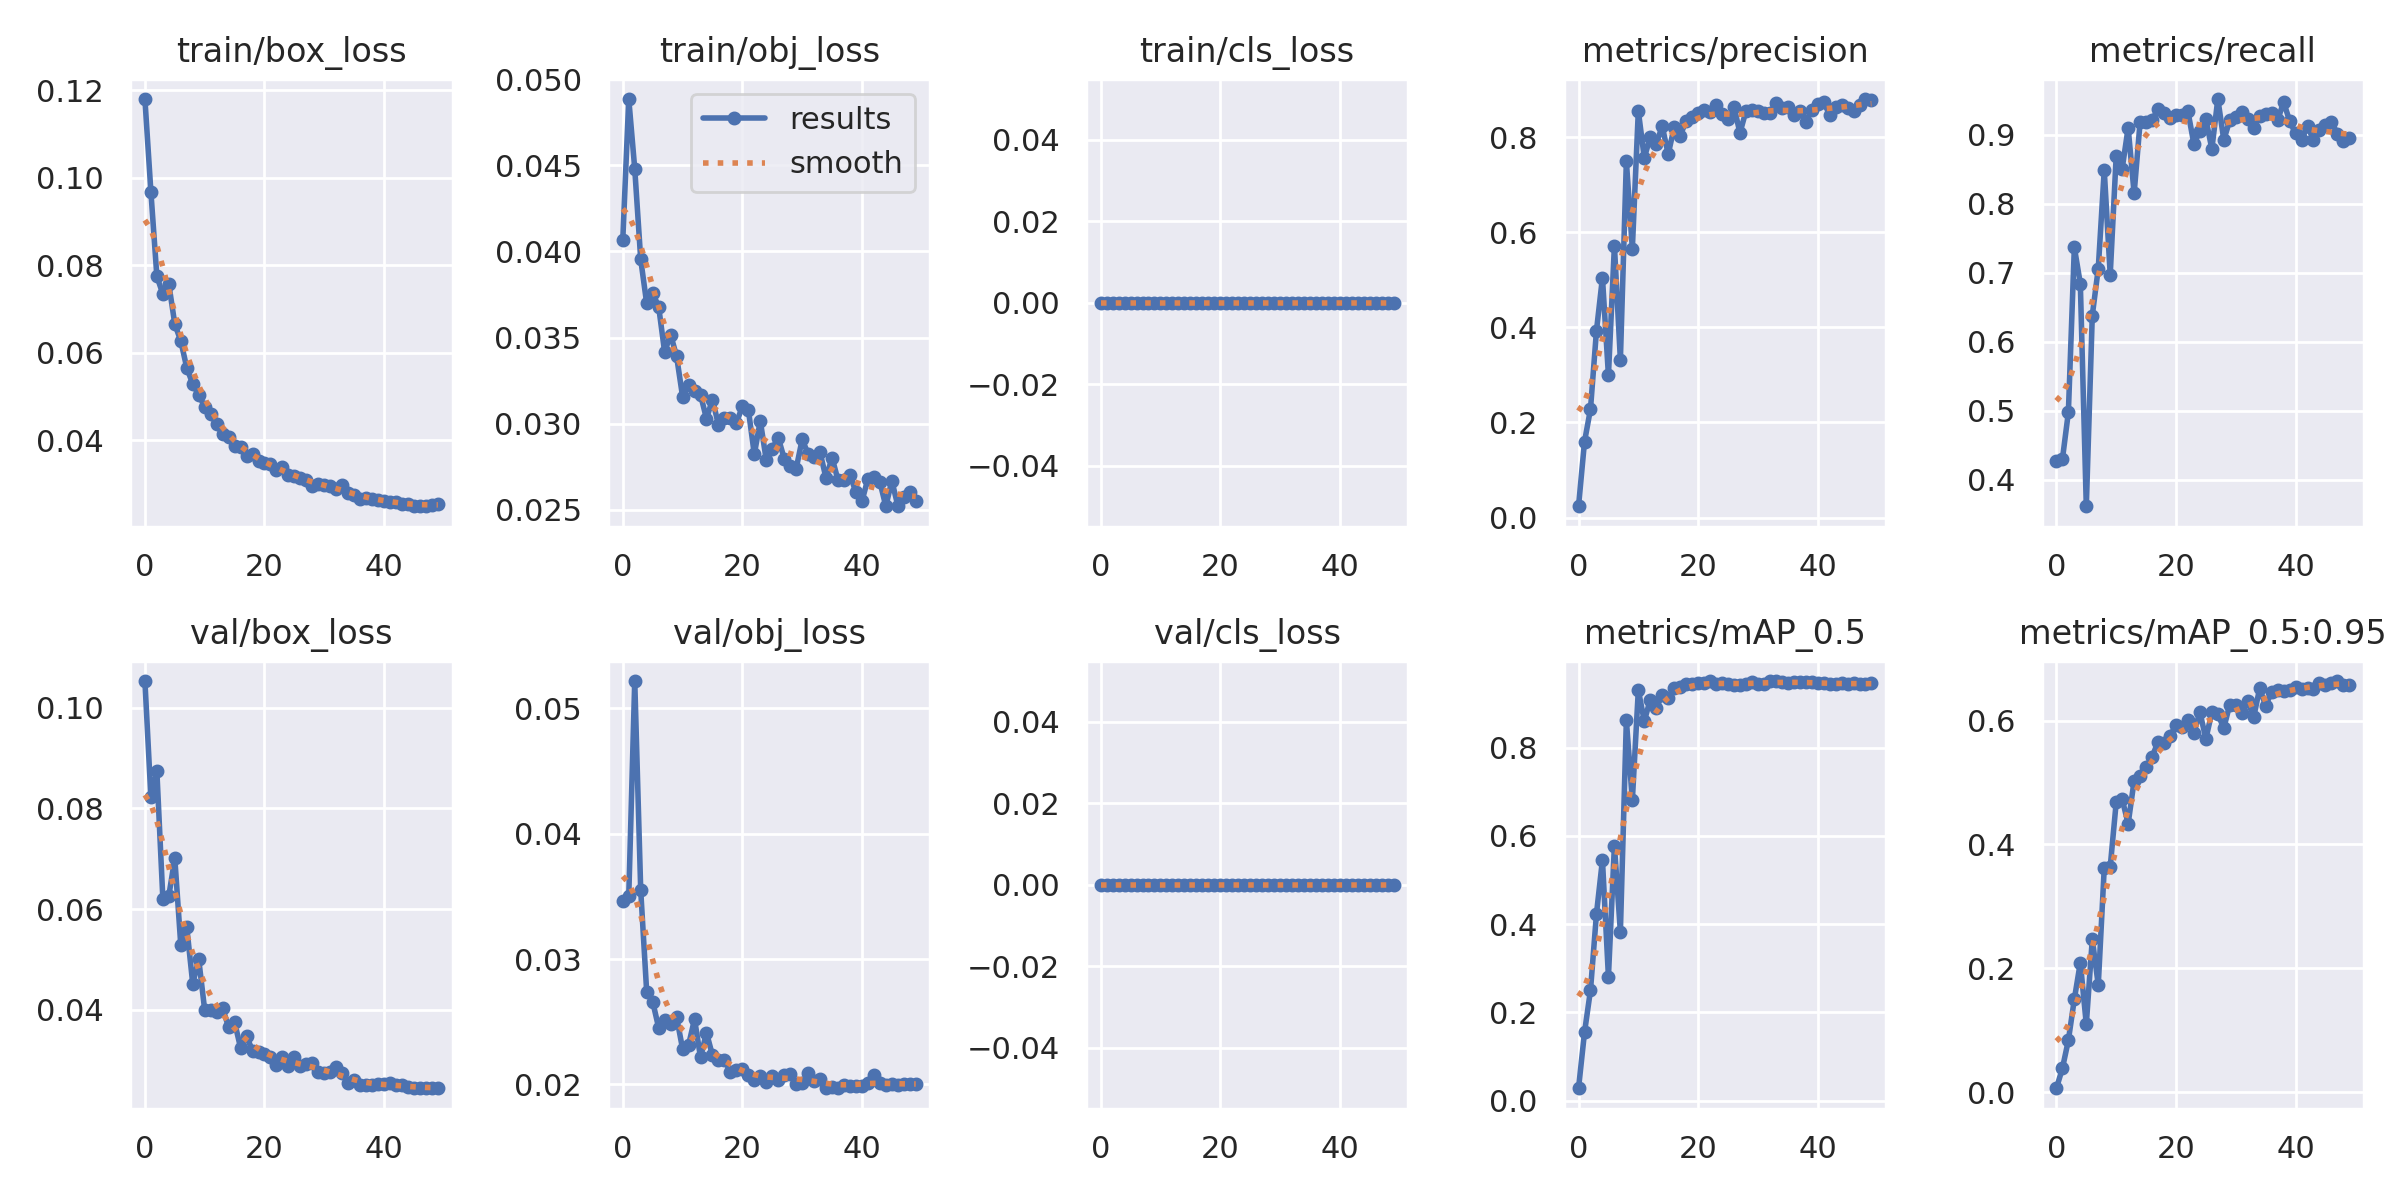 train/box_loss
0.12
0.10
0.08
0.06
0.04
0 20 40
train/obj_loss
results
smooth
0.050
0.045
0.040
0.035
0.030
0.025
0 20 40
train/cls_loss
0.04
0.02
0.00
−0.02
−0.04
0 20 40
metrics/precision
0.8
0.6
0.4
0.2
0.0
0 20 40
metrics/recall
0.9
0.8
0.7
0.6
0.5
0.4
0 20 40
val/box_loss
0.10
0.08
0.06
0.04
0 20 40
val/obj_loss
0.05
0.04
0.03
0.02
0 20 40
val/cls_loss
0.04
0.02
0.00
−0.02
−0.04
0 20 40
metrics/mAP_0.5
0.8
0.6
0.4
0.2
0.0
0 20 40
metrics/mAP_0.5:0.95
0.6
0.4
0.2
0.0
0 20 40